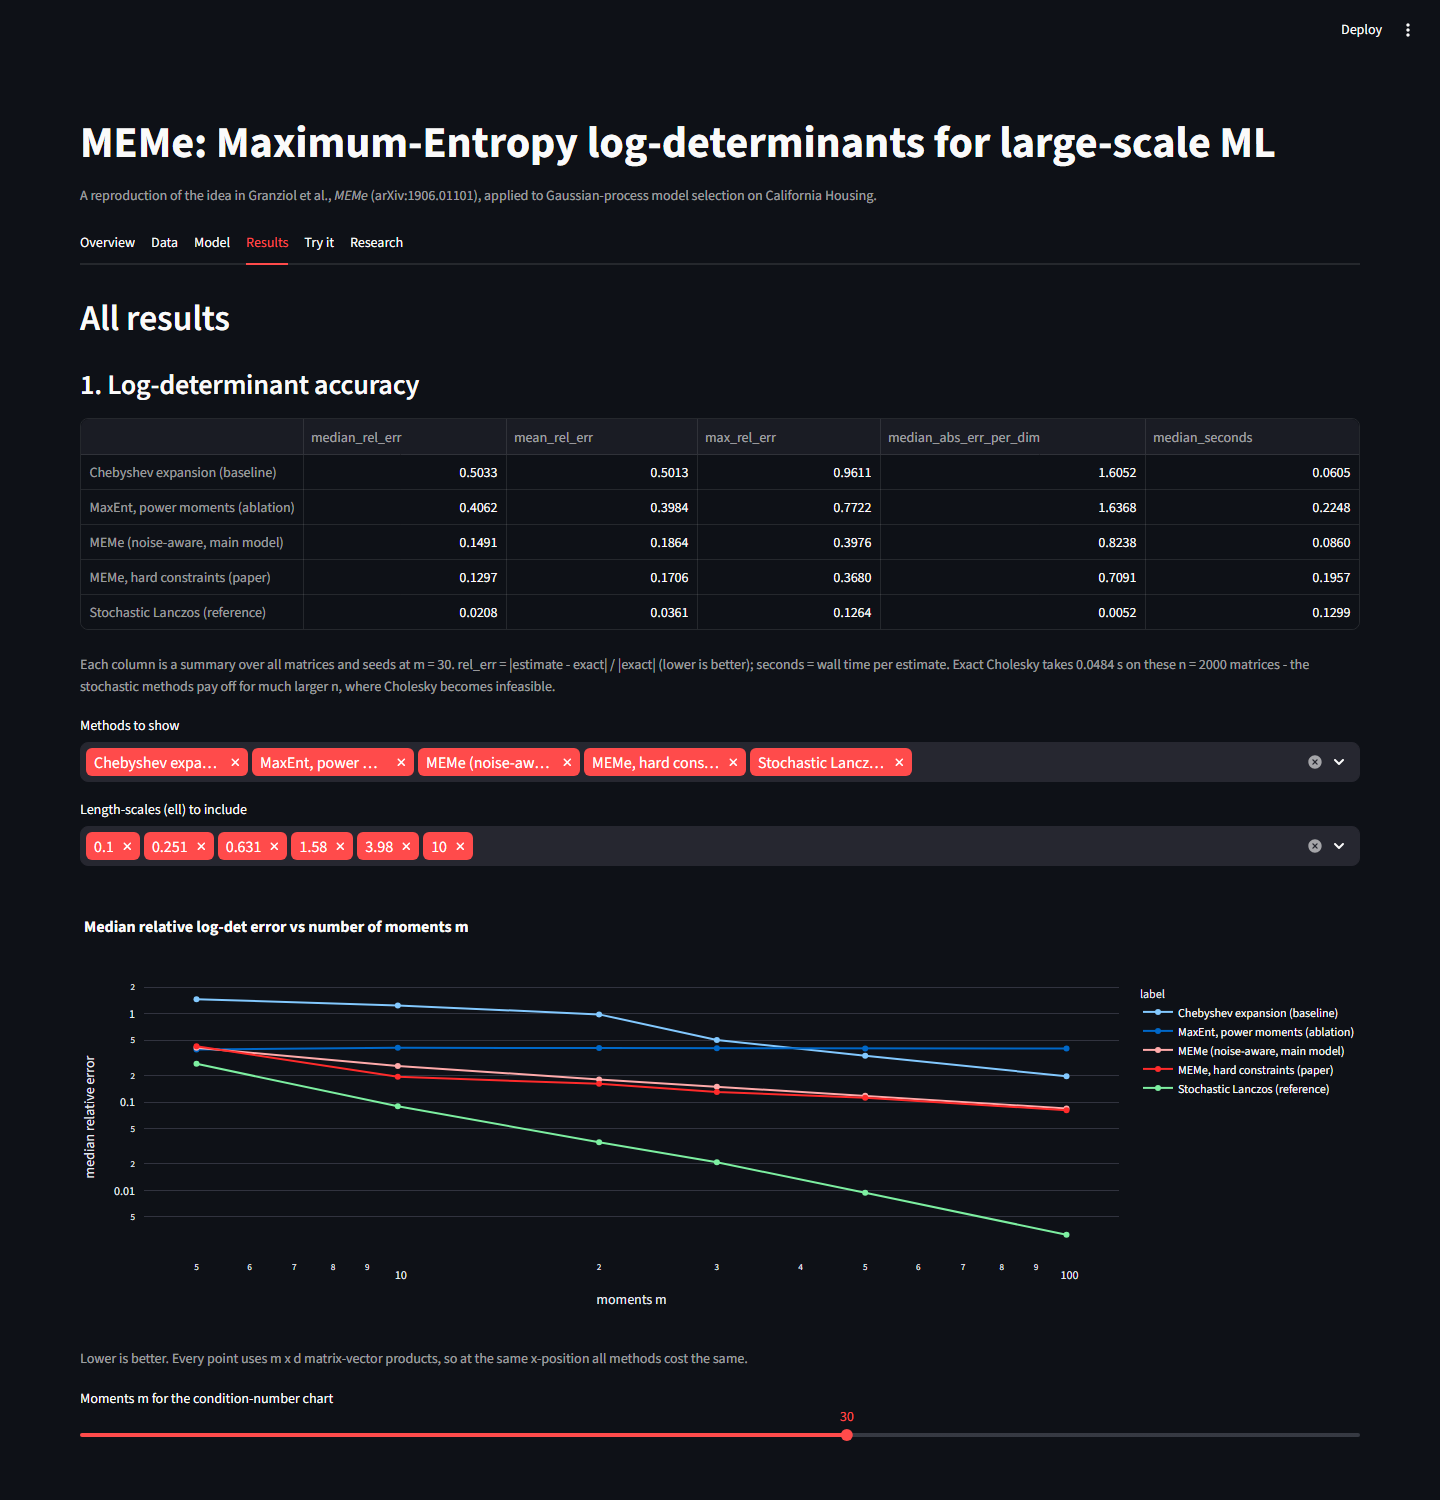 Deploy
MEMe: Maximum-Entropy log-determinants for large-scale ML
A reproduction of the idea in Granziol et al., MEMe (arXiv:1906.01101), applied to Gaussian-process model selection on California Housing.
Overview Data Model Results Try it Research
All results
1. Log-determinant accuracy
median_rel_err mean_rel_err max_rel_err median_abs_err_per_dim median_seconds
Chebyshev expansion (baseline) 0.5033 0.5013 0.9611 1.6052 0.0605
MaxEnt, power moments (ablation) 0.4062 0.3984 0.7722 1.6368 0.2248
MEMe (noise-aware, main model) 0.1491 0.1864 0.3976 0.8238 0.0860
MEMe, hard constraints (paper) 0.1297 0.1706 0.3680 0.7091 0.1957
Stochastic Lanczos (reference) 0.0208 0.0361 0.1264 0.0052 0.1299
Each column is a summary over all matrices and seeds at m = 30. rel_err = |estimate - exact| / |exact| (lower is better); seconds = wall time per estimate. Exact Cholesky takes 0.0484 s on these n = 2000 matrices - the
stochastic methods pay off for much larger n, where Cholesky becomes infeasible.
Methods to show
Chebyshev expa... MaxEnt, power ... MEMe (noise-aw... MEMe, hard cons... Stochastic Lancz...
Length-scales (ell) to include
0.1 0.251 0.631 1.58 3.98 10
Median relative log-det error vs number of moments m
2
1
5
2
0.1
5
2
0.01
5
median relative error
5 6 7 8 9 10 2 3 4 5 6 7 8 9 100
moments m
label
Chebyshev expansion (baseline)
MaxEnt, power moments (ablation)
MEMe (noise-aware, main model)
MEMe, hard constraints (paper)
Stochastic Lanczos (reference)
Lower is better. Every point uses m x d matrix-vector products, so at the same x-position all methods cost the same.
Moments m for the condition-number chart
30